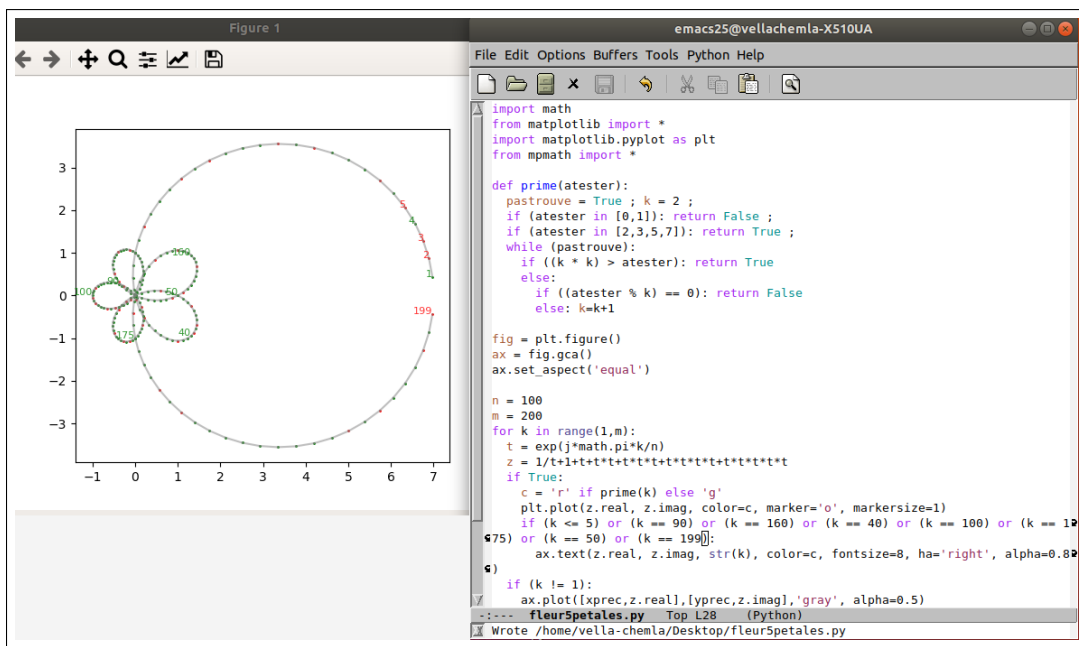 Figure 1
3
2
1
0
−1
−2
−3
−1 0 1 2 3 4 5 6 7
5
4
3
2
1
199
160
90
100
50
175
40
emacs25@vellachemla-X510UA
File Edit Options Buffers Tools Python Help
import math
from matplotlib import *
import matplotlib.pyplot as plt
from mpmath import *
def prime(atester):
  pastrouve = True ; k = 2 ;
  if (atester in [0,1]): return False ;
  if (atester in [2,3,5,7]): return True ;
  while (pastrouve):
    if ((k * k) > atester): return True
    else:
      if ((atester % k) == 0): return False
      else: k=k+1
fig = plt.figure()
ax = fig.gca()
ax.set_aspect('equal')
n = 100
m = 200
for k in range(1,m):
  t = exp(j*math.pi*k/n)
  z = 1/t+1+t+t*t+t*t*t+t*t*t*t+t*t*t*t*t
  if True:
    c = 'r' if prime(k) else 'g'
    plt.plot(z.real, z.imag, color=c, marker='o', markersize=1)
    if (k <= 5) or (k == 90) or (k == 160) or (k == 40) or (k == 100) or (k == 1
75) or (k == 50) or (k == 199):
      ax.text(z.real, z.imag, str(k), color=c, fontsize=8, ha='right', alpha=0.8
)
  if (k != 1):
    ax.plot([xprec,z.real],[yprec,z.imag],'gray', alpha=0.5)
-:--- fleur5petales.py Top L28 (Python)
Wrote /home/vella-chemla/Desktop/fleur5petales.py